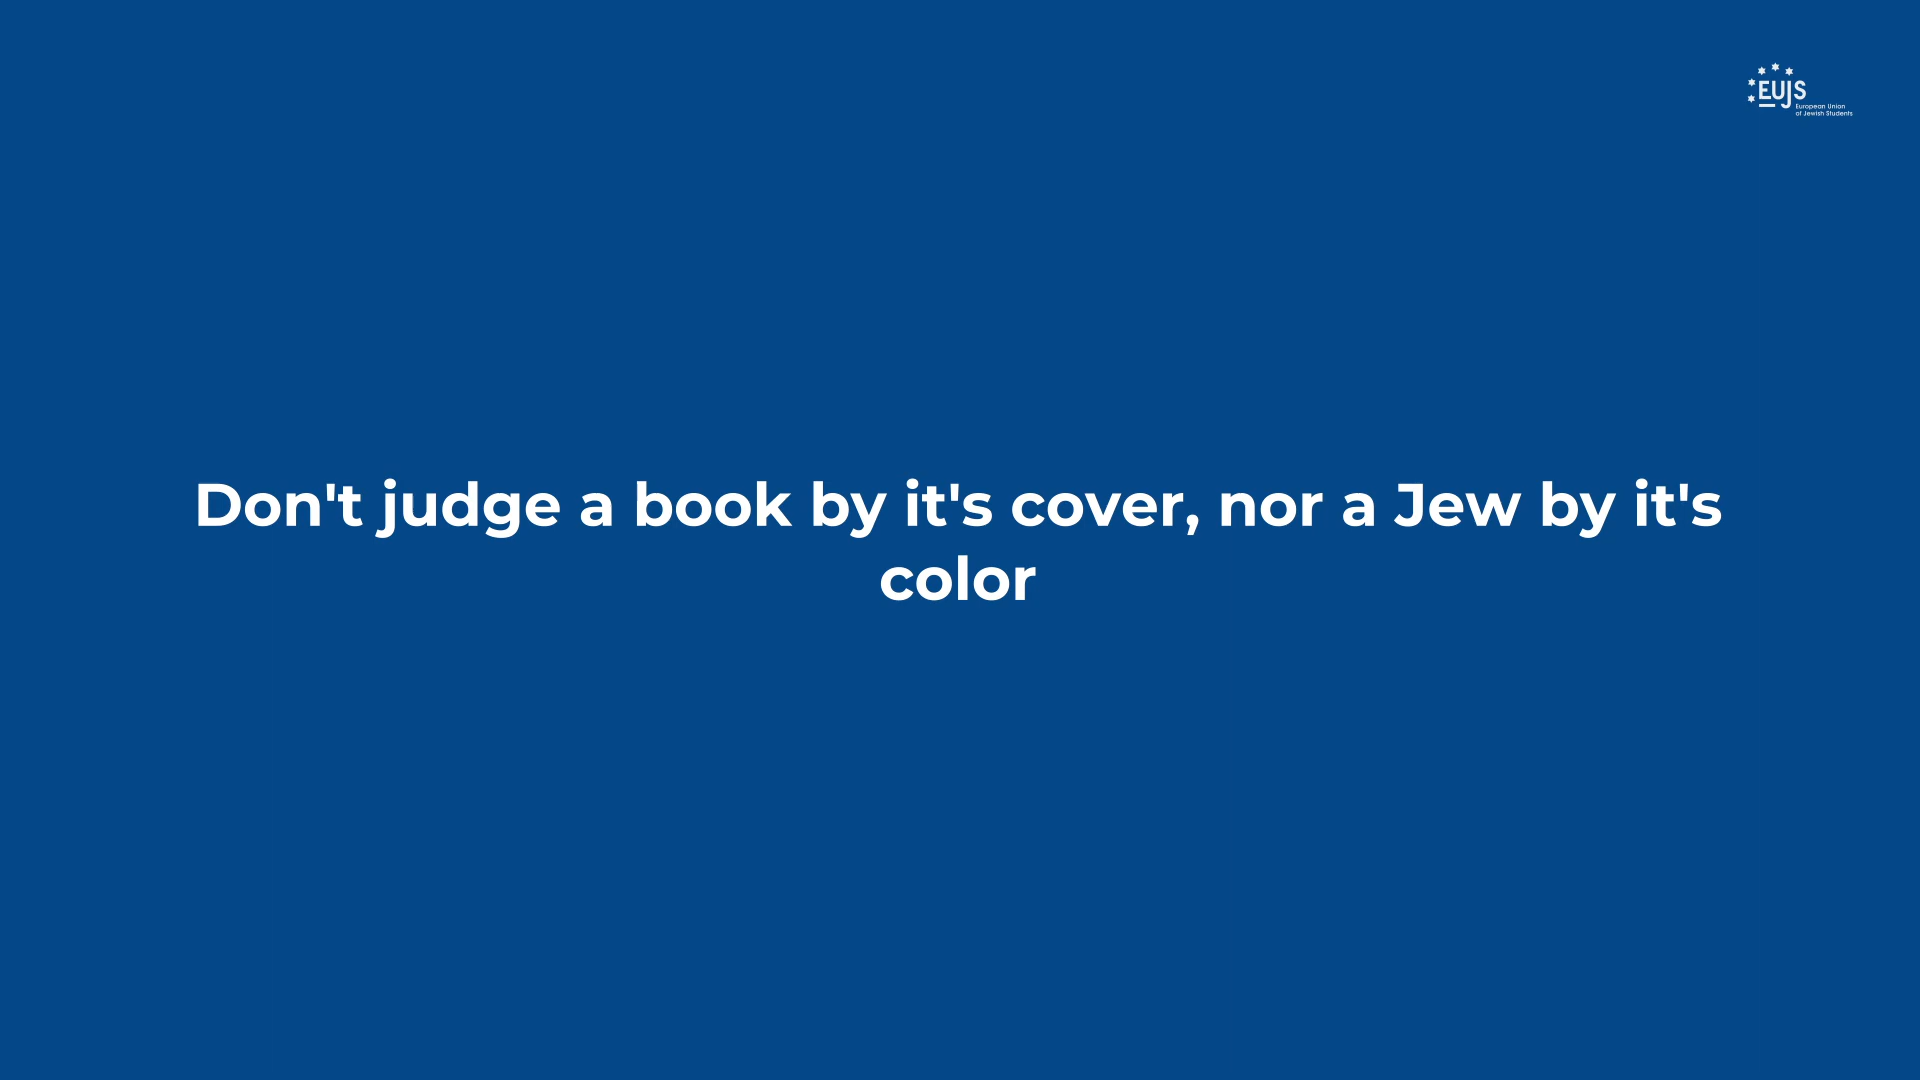 EUJS
European Union
of Jewish Students
Don't judge a book by it's cover, nor a Jew by it's
color